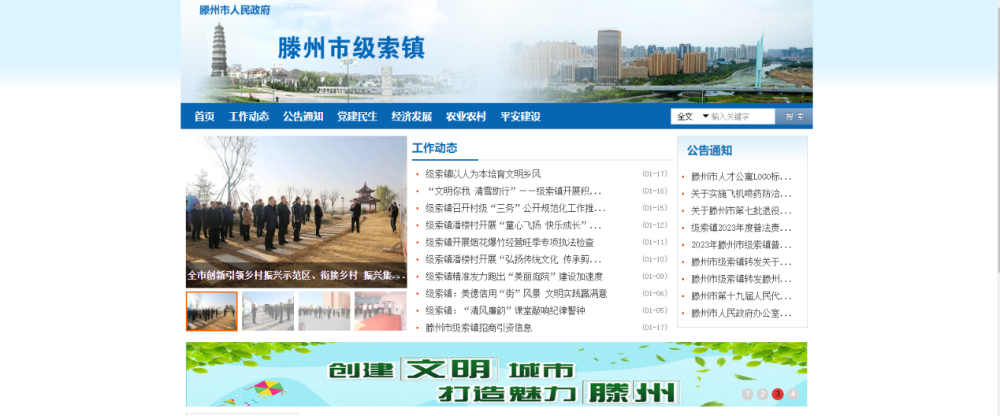 滕州市人民政府
滕州市级索镇
首页 工作动态 公告通知 党建民生 经济发展 农业农村 平安建设
全文 输入关键字 搜索
全市创新引领乡村振兴示范区、衔接乡村 振兴集...
工作动态
级索镇以人为本培育文明乡风 (01-17)
“文明你我 清雪助行”——级索镇开展积... (01-16)
级索镇召开村级“三务”公开规范化工作推... (01-15)
级索镇潘楼村开展“童心飞扬 快乐成长”... (01-12)
级索镇开展烟花爆竹经营旺季专项执法检查 (01-11)
级索镇潘楼村开展“弘扬传统文化 传承剪... (01-10)
级索镇精准发力跑出“美丽庭院”建设加速度 (01-09)
级索镇：美德信用“街”风景 文明实践赢满意 (01-06)
级索镇：“清风廉韵”课堂敲响纪律警钟 (01-05)
滕州市级索镇招商引资信息 (01-17)
公告通知
滕州市人才公寓LOGO标...
关于实施飞机喷药防治...
关于滕州市第七批退役...
级索镇2023年度普法责...
2023年滕州市级索镇普...
滕州市级索镇转发关于...
滕州市级索镇转发滕州...
滕州市第十九届人民代...
滕州市人民政府办公室...
创建文明城市
打造魅力滕州
1 2 3 4